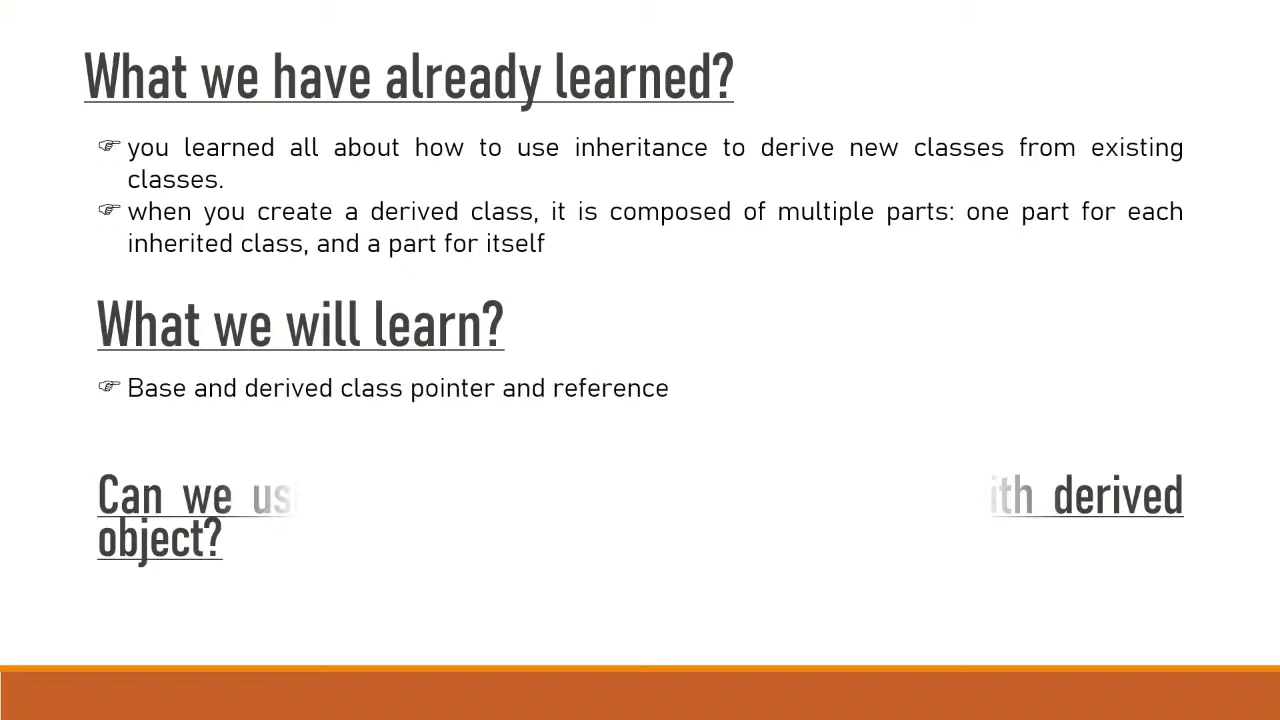 What we have already learned?
☞ you learned all about how to use inheritance to derive new classes from existing
classes.
☞ when you create a derived class, it is composed of multiple parts: one part for each
inherited class, and a part for itself
What we will learn?
☞ Base and derived class pointer and reference
Can we derived
object?